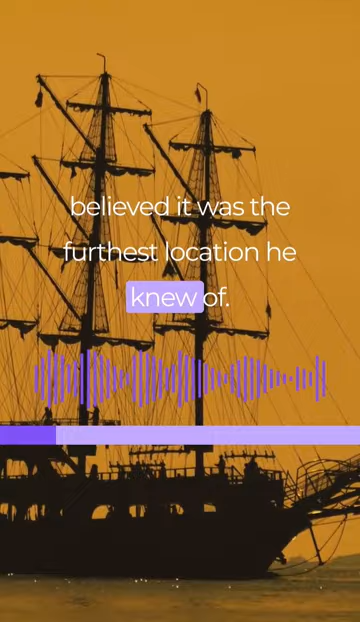 believed it was the
furthest location he
knew of.